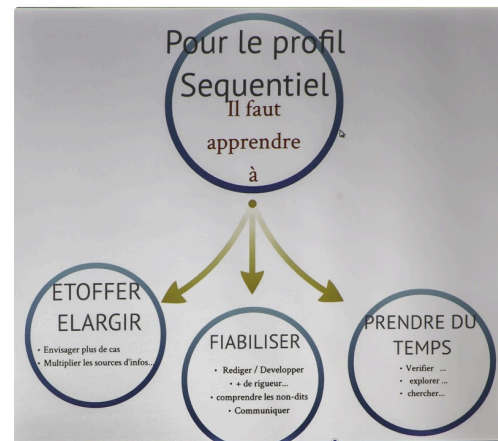 Pour le profil
Sequentiel
Il faut
apprendre
à
ETOFFER
ELARGIR
• Envisager plus de cas
• Multiplier les sources d'infos...
FIABILISER
• Rediger / Developper
• + de rigueur...
• comprendre les non-dits
• Communiquer
PRENDRE DU
TEMPS
• Verifier ...
• explorer ...
• chercher...